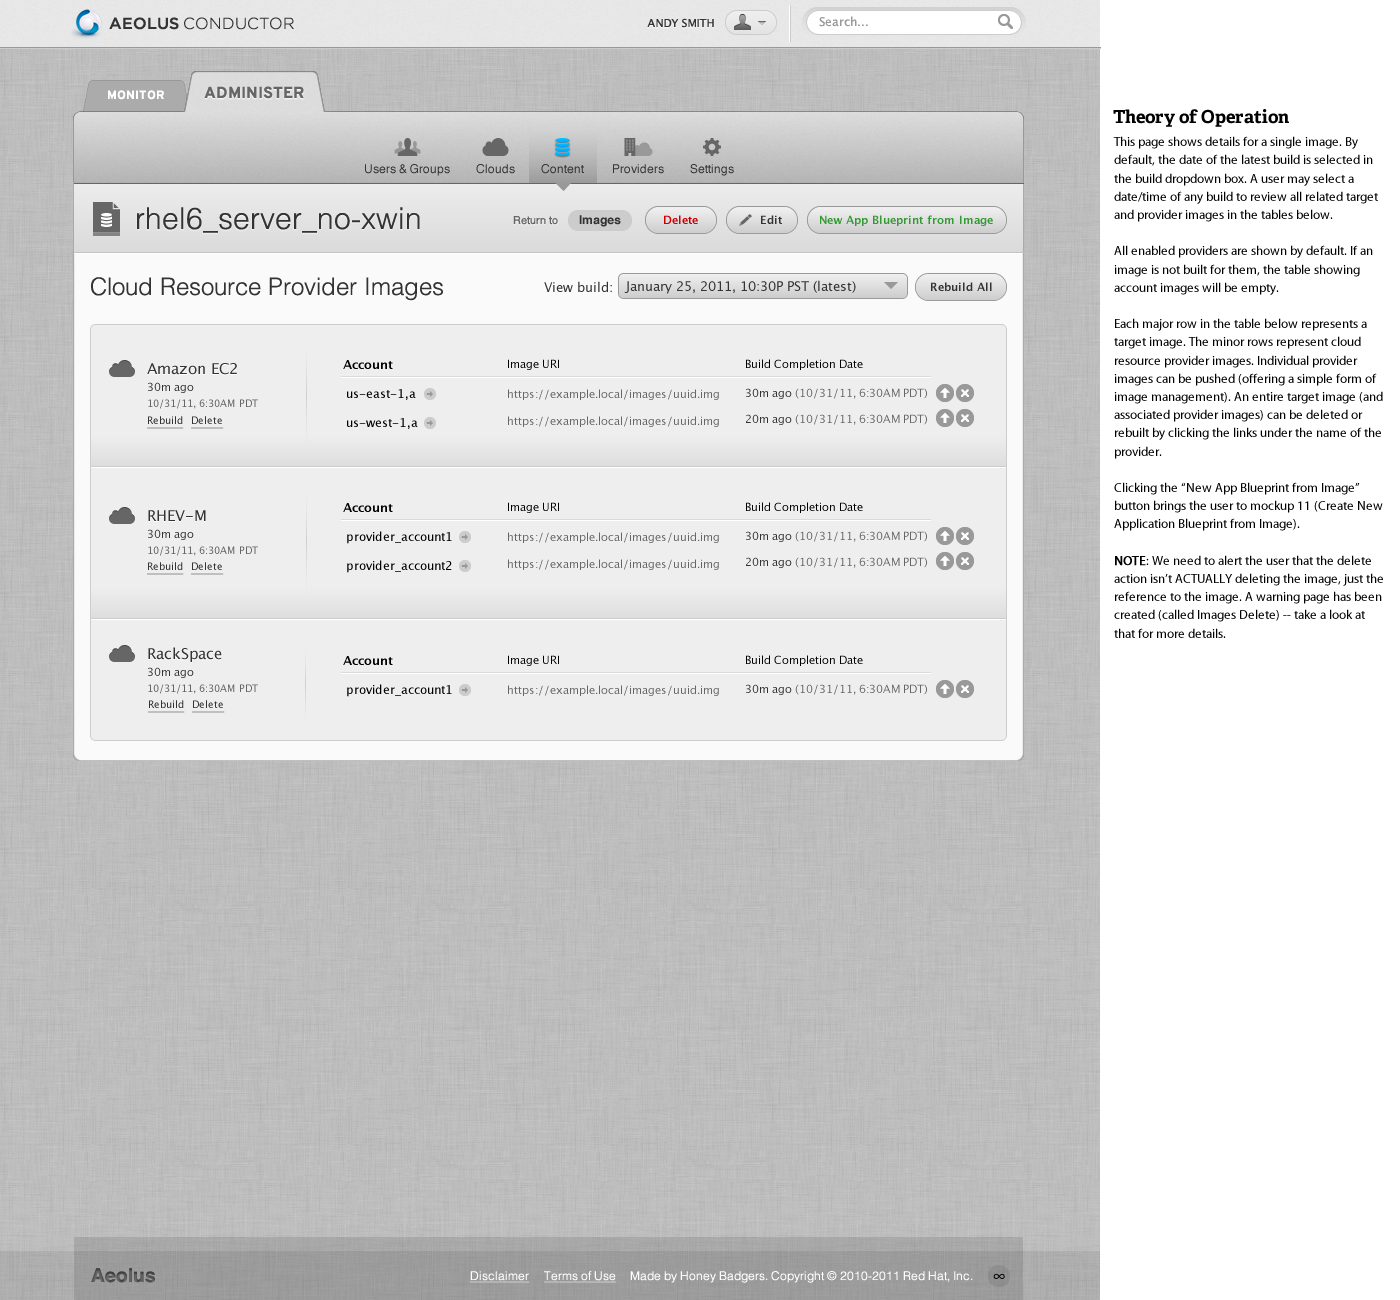 AEOLUS CONDUCTOR
ANDY SMITH
Search...
MONITOR
ADMINISTER
Users & Groups
Clouds
Content
Providers
Settings
rhel6_server_no-xwin
Return to
Images
Delete
Edit
New App Blueprint from Image
Cloud Resource Provider Images
View build:
January 25, 2011, 10:30P PST (latest)
Rebuild All
Amazon EC2
30m ago
10/31/11, 6:30AM PDT
Rebuild Delete
Account Image URI Build Completion Date
us-east-1,a https://example.local/images/uuid.img 30m ago (10/31/11, 6:30AM PDT)
us-west-1,a https://example.local/images/uuid.img 20m ago (10/31/11, 6:30AM PDT)
RHEV-M
30m ago
10/31/11, 6:30AM PDT
Rebuild Delete
Account Image URI Build Completion Date
provider_account1 https://example.local/images/uuid.img 30m ago (10/31/11, 6:30AM PDT)
provider_account2 https://example.local/images/uuid.img 20m ago (10/31/11, 6:30AM PDT)
RackSpace
30m ago
10/31/11, 6:30AM PDT
Rebuild Delete
Account Image URI Build Completion Date
provider_account1 https://example.local/images/uuid.img 30m ago (10/31/11, 6:30AM PDT)
Aeolus
Disclaimer Terms of Use Made by Honey Badgers. Copyright © 2010-2011 Red Hat, Inc.
Theory of Operation
This page shows details for a single image. By
default, the date of the latest build is selected in
the build dropdown box. A user may select a
date/time of any build to review all related target
and provider images in the tables below.
All enabled providers are shown by default. If an
image is not built for them, the table showing
account images will be empty.
Each major row in the table below represents a
target image. The minor rows represent cloud
resource provider images. Individual provider
images can be pushed (offering a simple form of
image management). An entire target image (and
associated provider images) can be deleted or
rebuilt by clicking the links under the name of the
provider.
Clicking the “New App Blueprint from Image”
button brings the user to mockup 11 (Create New
Application Blueprint from Image).
NOTE: We need to alert the user that the delete
action isn’t ACTUALLY deleting the image, just the
reference to the image. A warning page has been
created (called Images Delete) -- take a look at
that for more details.